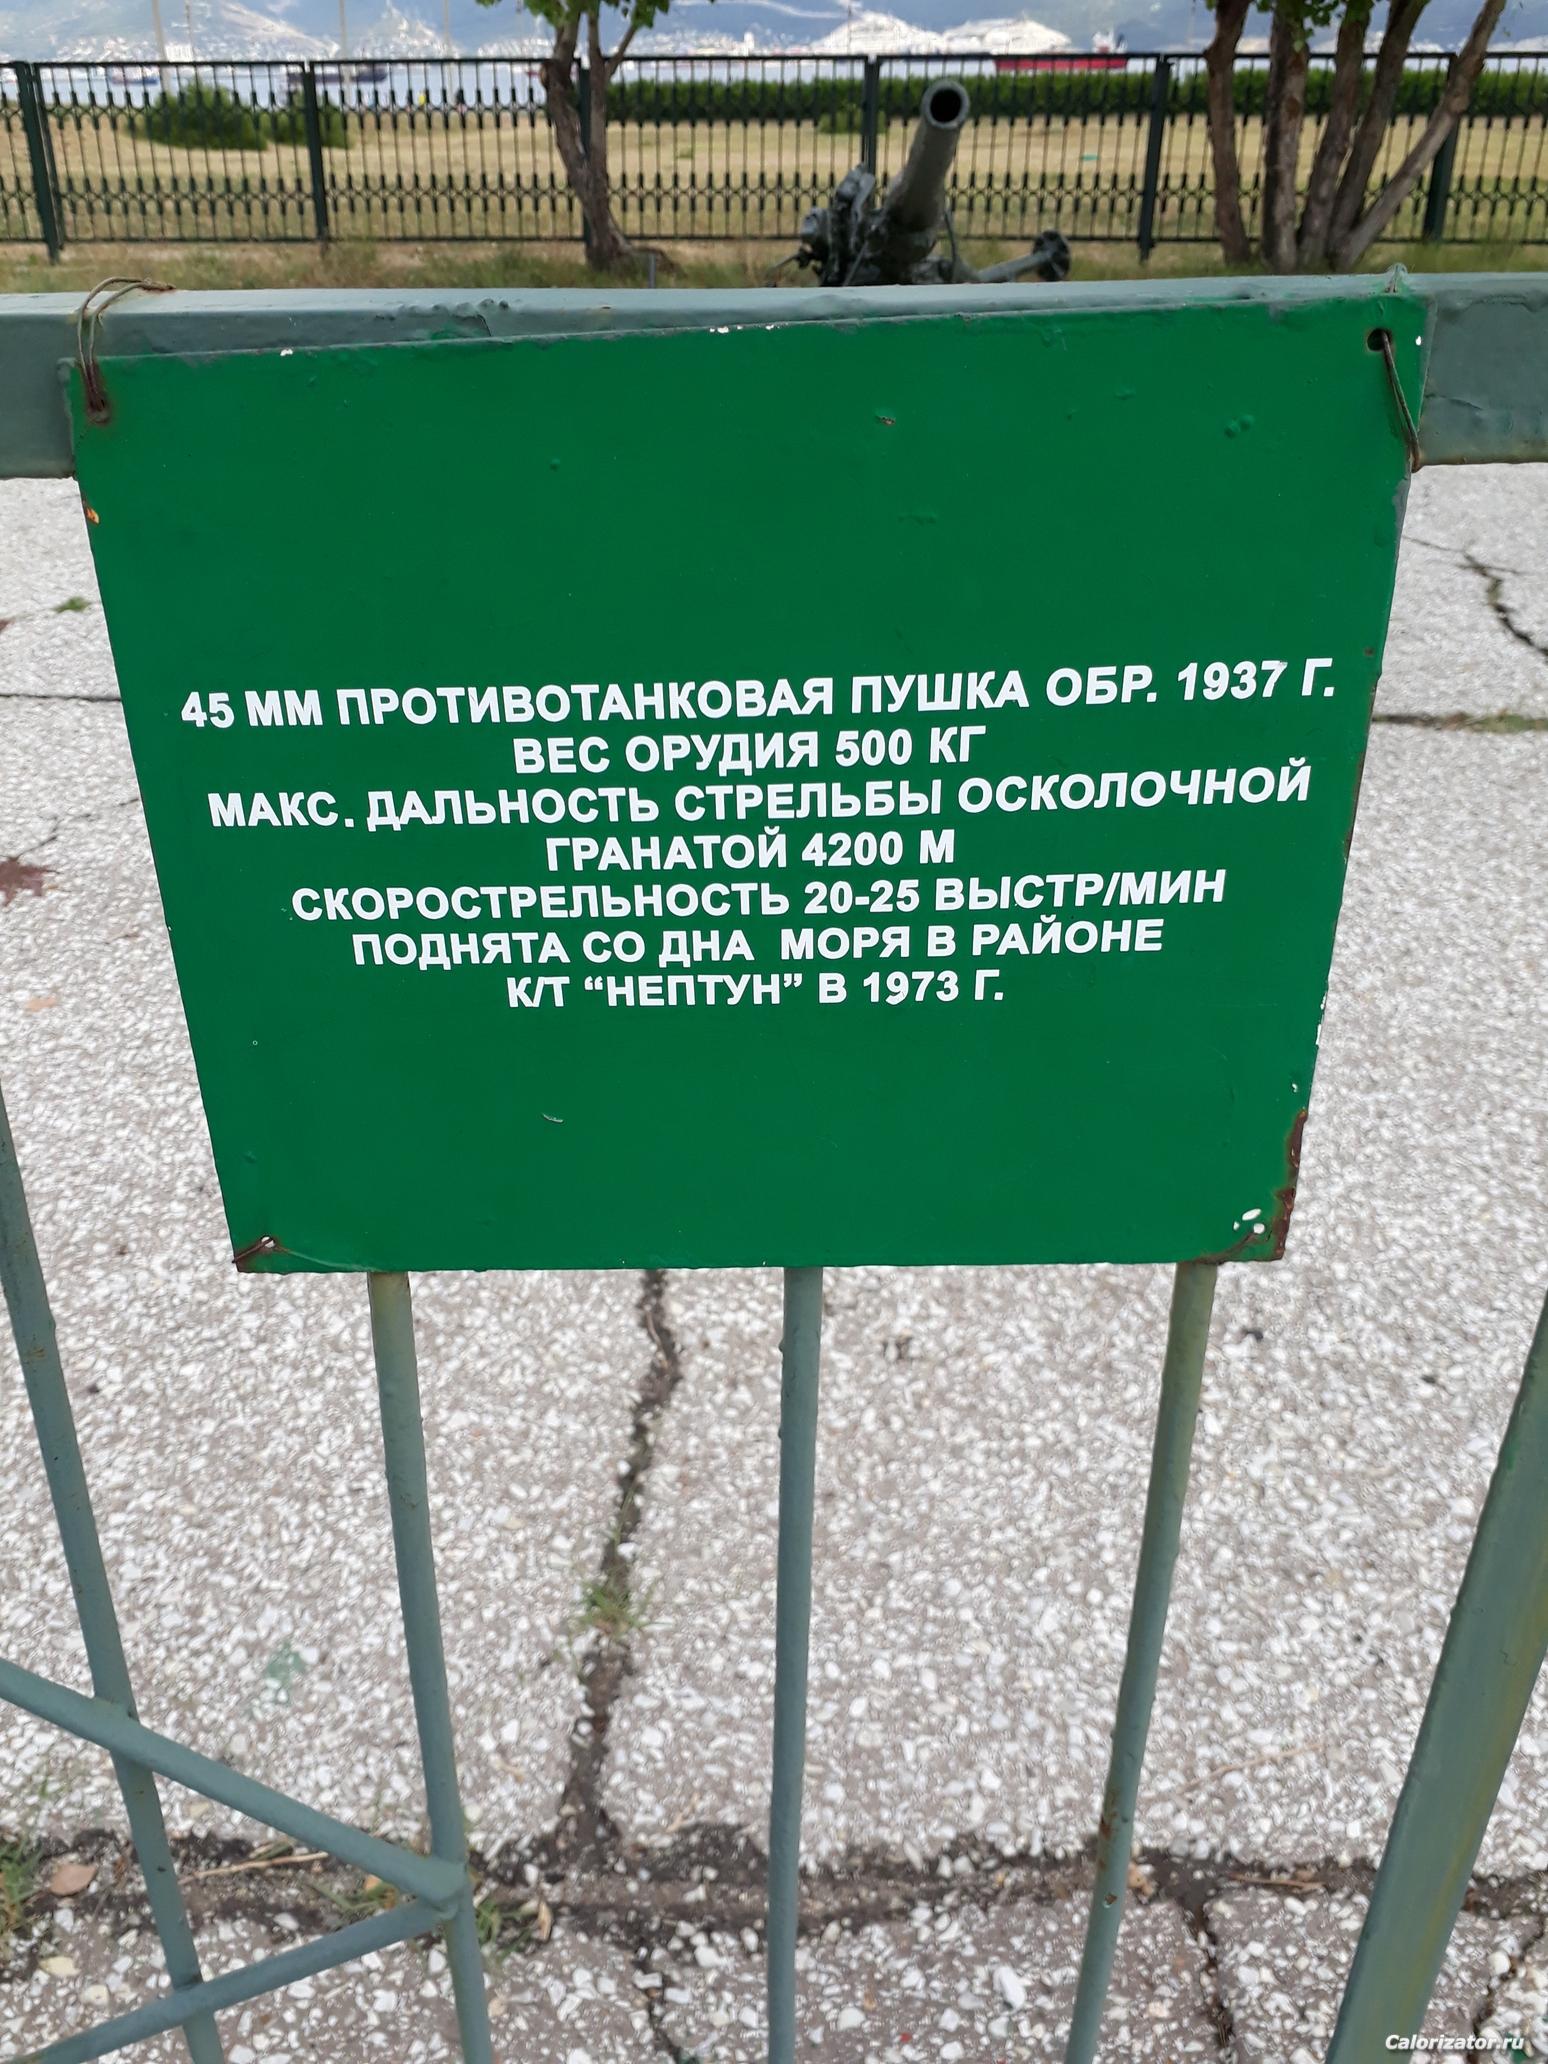 45 ММ ПРОТИВОТАНКОВАЯ ПУШКА ОБР. 1937 Г.
ВЕС ОРУДИЯ 500 КГ
МАКС. ДАЛЬНОСТЬ СТРЕЛЬБЫ ОСКОЛОЧНОЙ
ГРАНАТОЙ 4200 М
СКОРОСТРЕЛЬНОСТЬ 20-25 ВЫСТР/МИН
ПОДНЯТА СО ДНА МОРЯ В РАЙОНЕ
К/Т “НЕПТУН” В 1973 Г.
Calorizator.ru